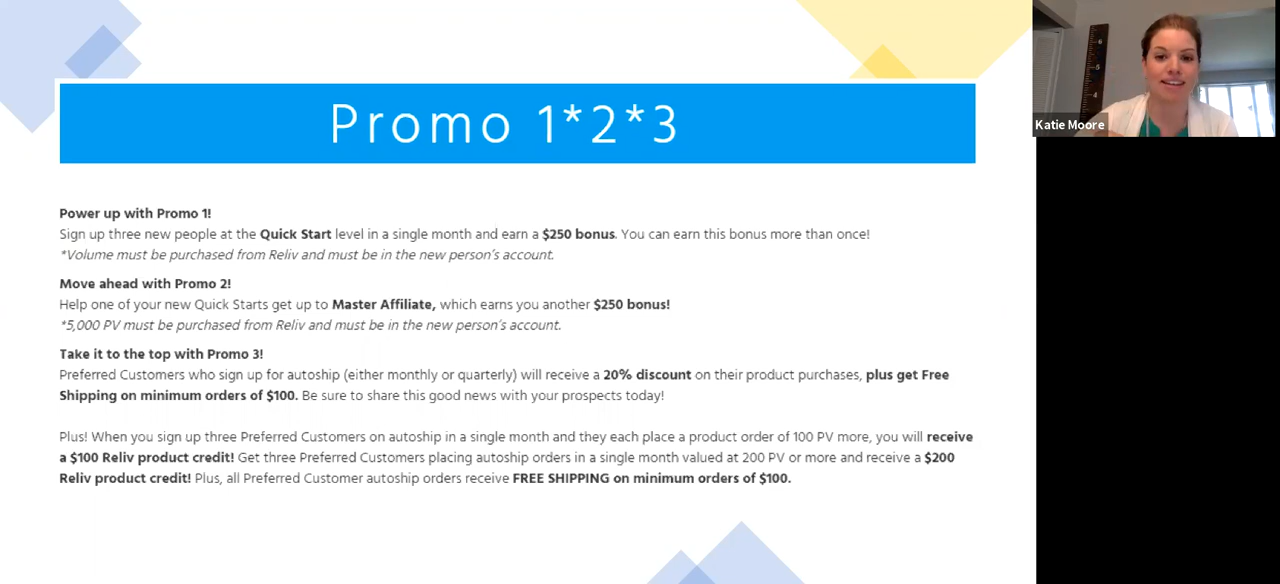 Promo 1*2*3
Katie Moore
Power up with Promo 1!
Sign up three new people at the Quick Start level in a single month and earn a $250 bonus. You can earn this bonus more than once!
*Volume must be purchased from Reliv and must be in the new person's account.
Move ahead with Promo 2!
Help one of your new Quick Starts get up to Master Affiliate, which earns you another $250 bonus!
*5,000 PV must be purchased from Reliv and must be in the new person's account.
Take it to the top with Promo 3!
Preferred Customers who sign up for autoship (either monthly or quarterly) will receive a 20% discount on their product purchases, plus get Free
Shipping on minimum orders of $100. Be sure to share this good news with your prospects today!
Plus! When you sign up three Preferred Customers on autoship in a single month and they each place a product order of 100 PV more, you will receive
a $100 Reliv product credit! Get three Preferred Customers placing autoship orders in a single month valued at 200 PV or more and receive a $200
Reliv product credit! Plus, all Preferred Customer autoship orders receive FREE SHIPPING on minimum orders of $100.
6
5
4